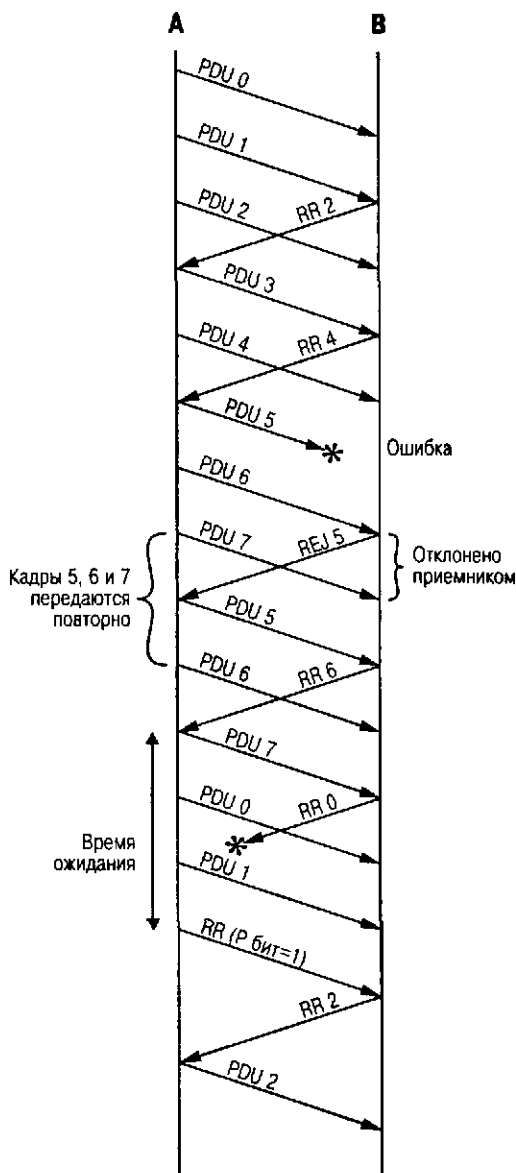 A
B
PDU 0
PDU 1
PDU 2
RR 2
PDU 3
PDU 4
RR 4
PDU 5
*
Ошибка
PDU 6
PDU 7
REJ 5
Отклонено
приемником
Кадры 5, 6 и 7
передаются
повторно
PDU 5
PDU 6
RR 6
PDU 7
PDU 0
RR 0
*
Время
ожидания
PDU 1
RR (P бит=1)
RR 2
PDU 2